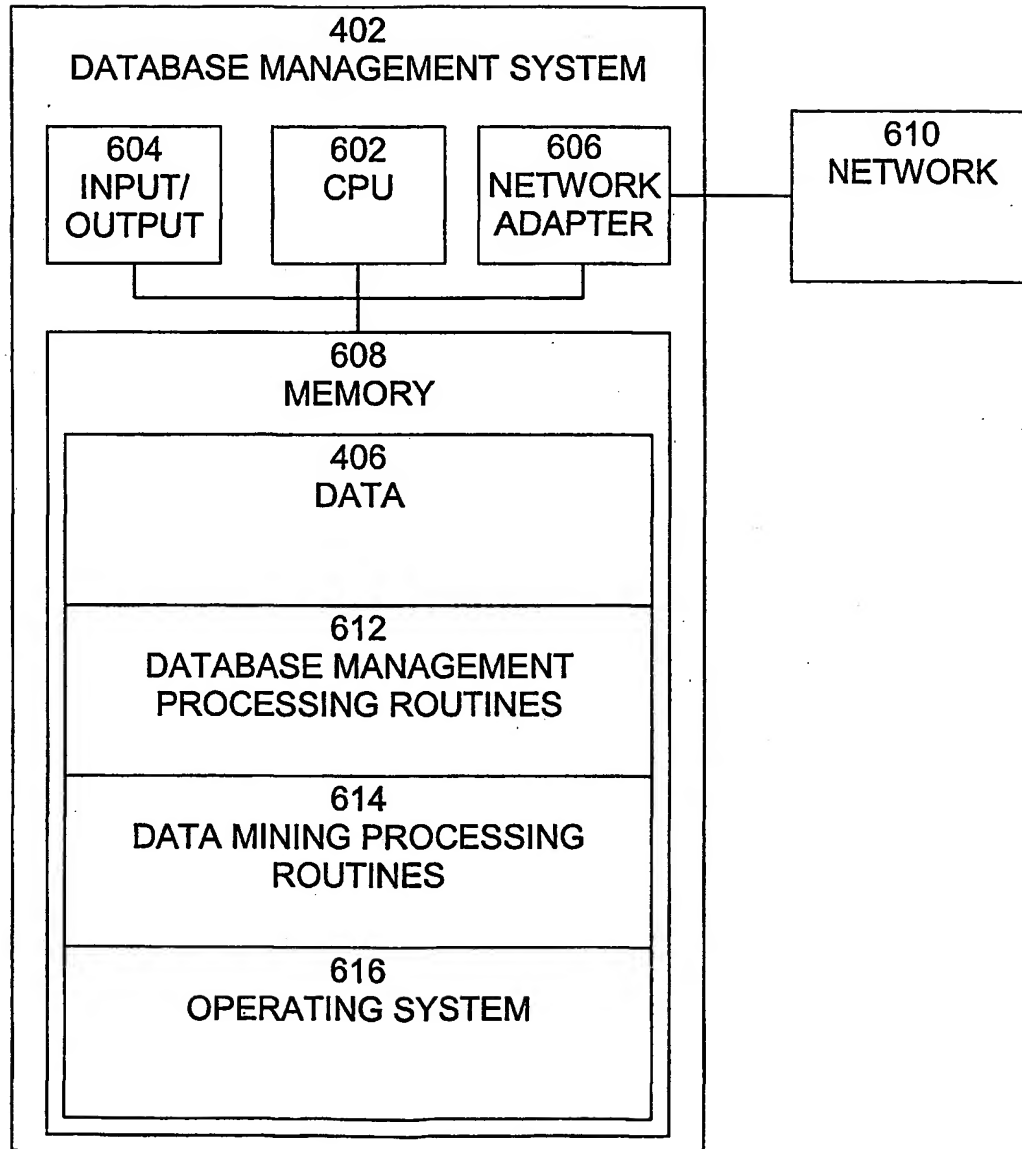 402
DATABASE MANAGEMENT SYSTEM
604
INPUT/
OUTPUT
602
CPU
606
NETWORK
ADAPTER
610
NETWORK
608
MEMORY
406
DATA
612
DATABASE MANAGEMENT
PROCESSING ROUTINES
614
DATA MINING PROCESSING
ROUTINES
616
OPERATING SYSTEM